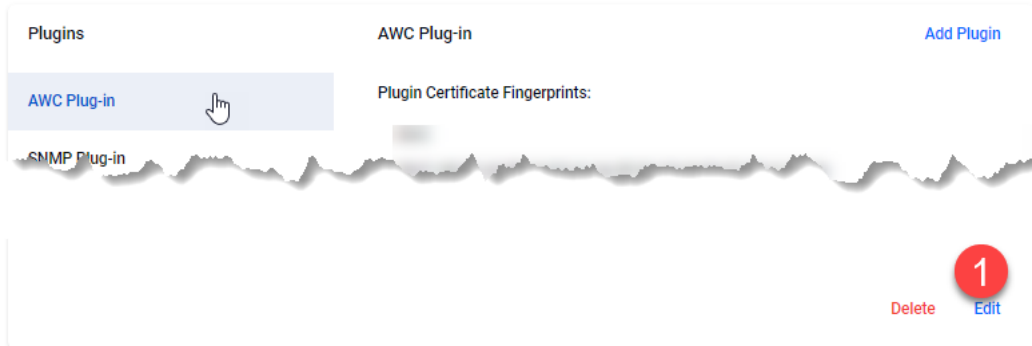 Plugins
AWC Plug-in
Add Plugin
AWC Plug-in
Plugin Certificate Fingerprints:
SNMP Plug-in
1
Delete
Edit